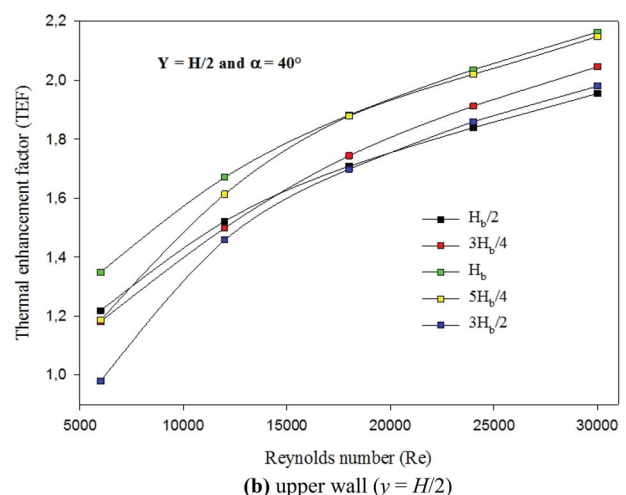 2,2
2,0
1,8
1,6
1,4
1,2
1,0
Thermal enhancement factor (TEF)
Y = H/2 and α = 40°
H_b/2
3H_b/4
H_b
5H_b/4
3H_b/2
5000 10000 15000 20000 25000 30000
Reynolds number (Re)
(b) upper wall (y = H/2)